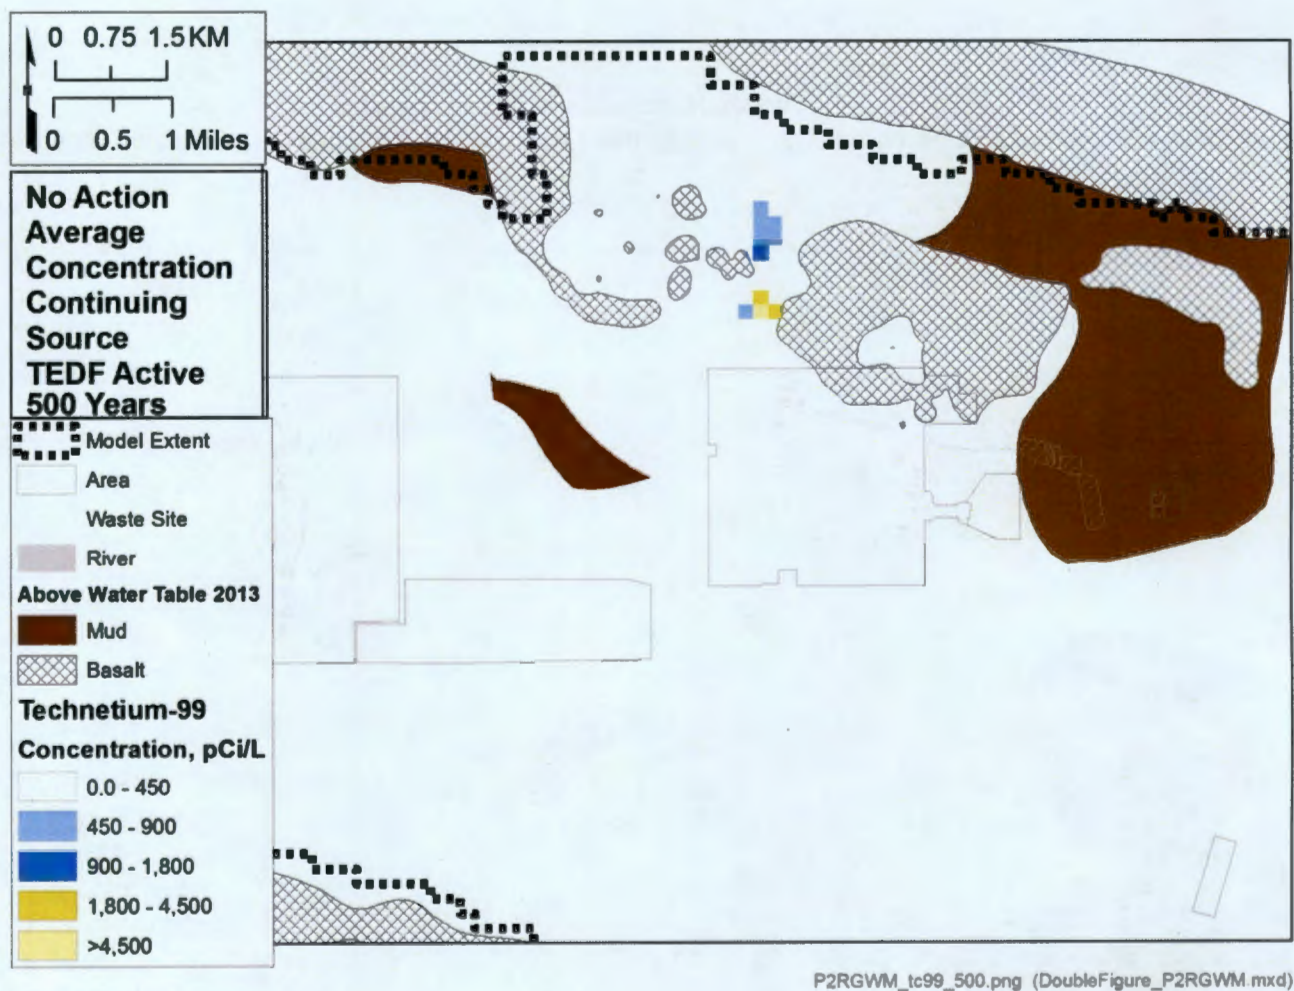 0 0.75 1.5 KM
0 0.5 1 Miles
No Action
Average
Concentration
Continuing
Source
TEDF Active
500 Years
Model Extent
Area
Waste Site
River
Above Water Table 2013
Mud
Basalt
Technetium-99
Concentration, pCi/L
0.0 - 450
450 - 900
900 - 1,800
1,800 - 4,500
>4,500
P2RGWM_tc99_500.png (DoubleFigure_P2RGWM.mxd)